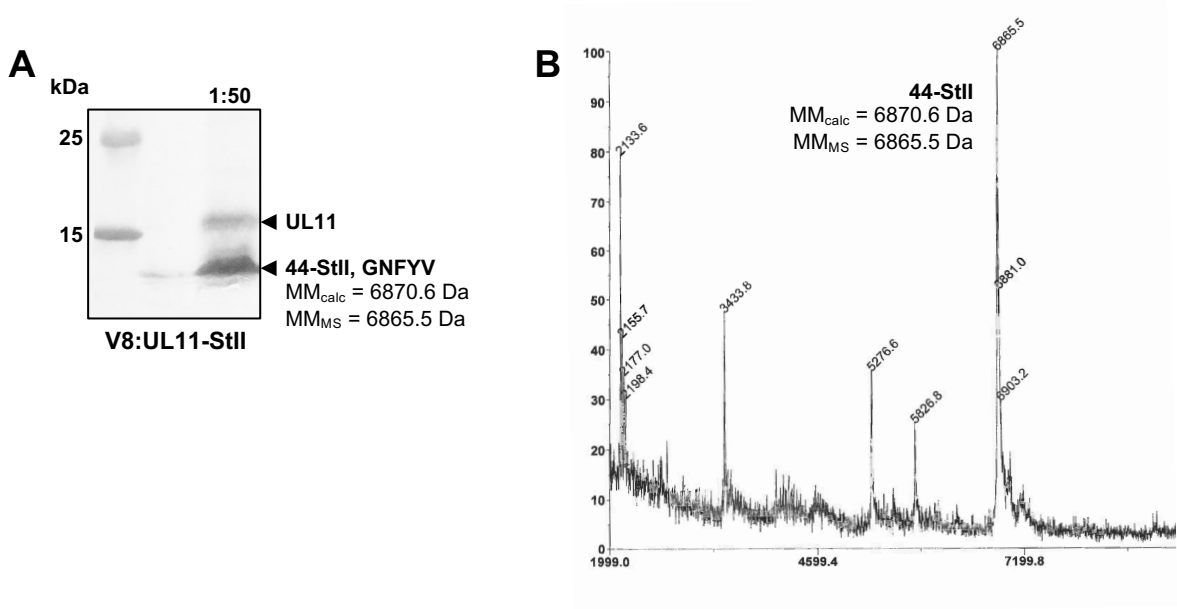 A
kDa
1:50
25
15
UL11
44-StII, GNFYV
MMcalc = 6870.6 Da
MMMS = 6865.5 Da
V8:UL11-StII
B
44-StII
MMcalc = 6870.6 Da
MMMS = 6865.5 Da
100
90
80
70
60
50
40
30
20
10
0
1999.0
4599.4
7199.8
2133.6
2155.7
2177.0
2198.4
3433.8
5276.6
5826.8
6865.5
6903.2